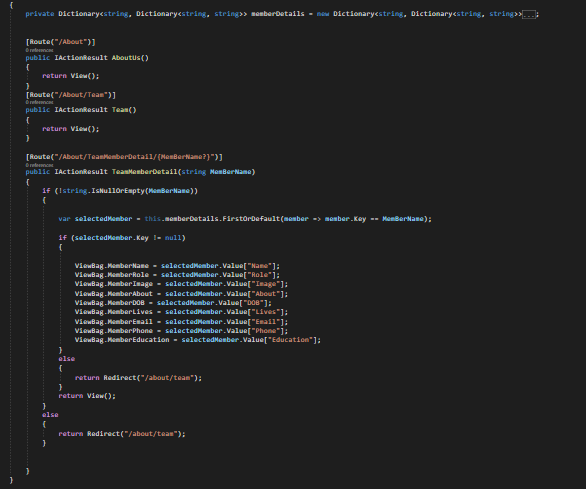 {
private Dictionary<string, Dictionary<string, string>> memberDetails = new Dictionary<string, Dictionary<string, string>>...;
[Route("/About")]
0 references
public IActionResult AboutUs()
{
return View();
}
[Route("/About/Team")]
0 references
public IActionResult Team()
{
return View();
}
[Route("/About/TeamMemberDetail/{MemBerName?}")]
0 references
public IActionResult TeamMemberDetail(string MemBerName)
{
if (!string.IsNullOrEmpty(MemBerName))
{
var selectedMember = this.memberDetails.FirstOrDefault(member => member.Key == MemBerName);
if (selectedMember.Key != null)
{
ViewBag.MemberName = selectedMember.Value["Name"];
ViewBag.MemberRole = selectedMember.Value["Role"];
ViewBag.MemberImage = selectedMember.Value["Image"];
ViewBag.MemberAbout = selectedMember.Value["About"];
ViewBag.MemberDOB = selectedMember.Value["DOB"];
ViewBag.MemberLives = selectedMember.Value["Lives"];
ViewBag.MemberEmail = selectedMember.Value["Email"];
ViewBag.MemberPhone = selectedMember.Value["Phone"];
ViewBag.MemberEducation = selectedMember.Value["Education"];
}
else
{
return Redirect("/about/team");
}
return View();
}
else
{
return Redirect("/about/team");
}
}
}